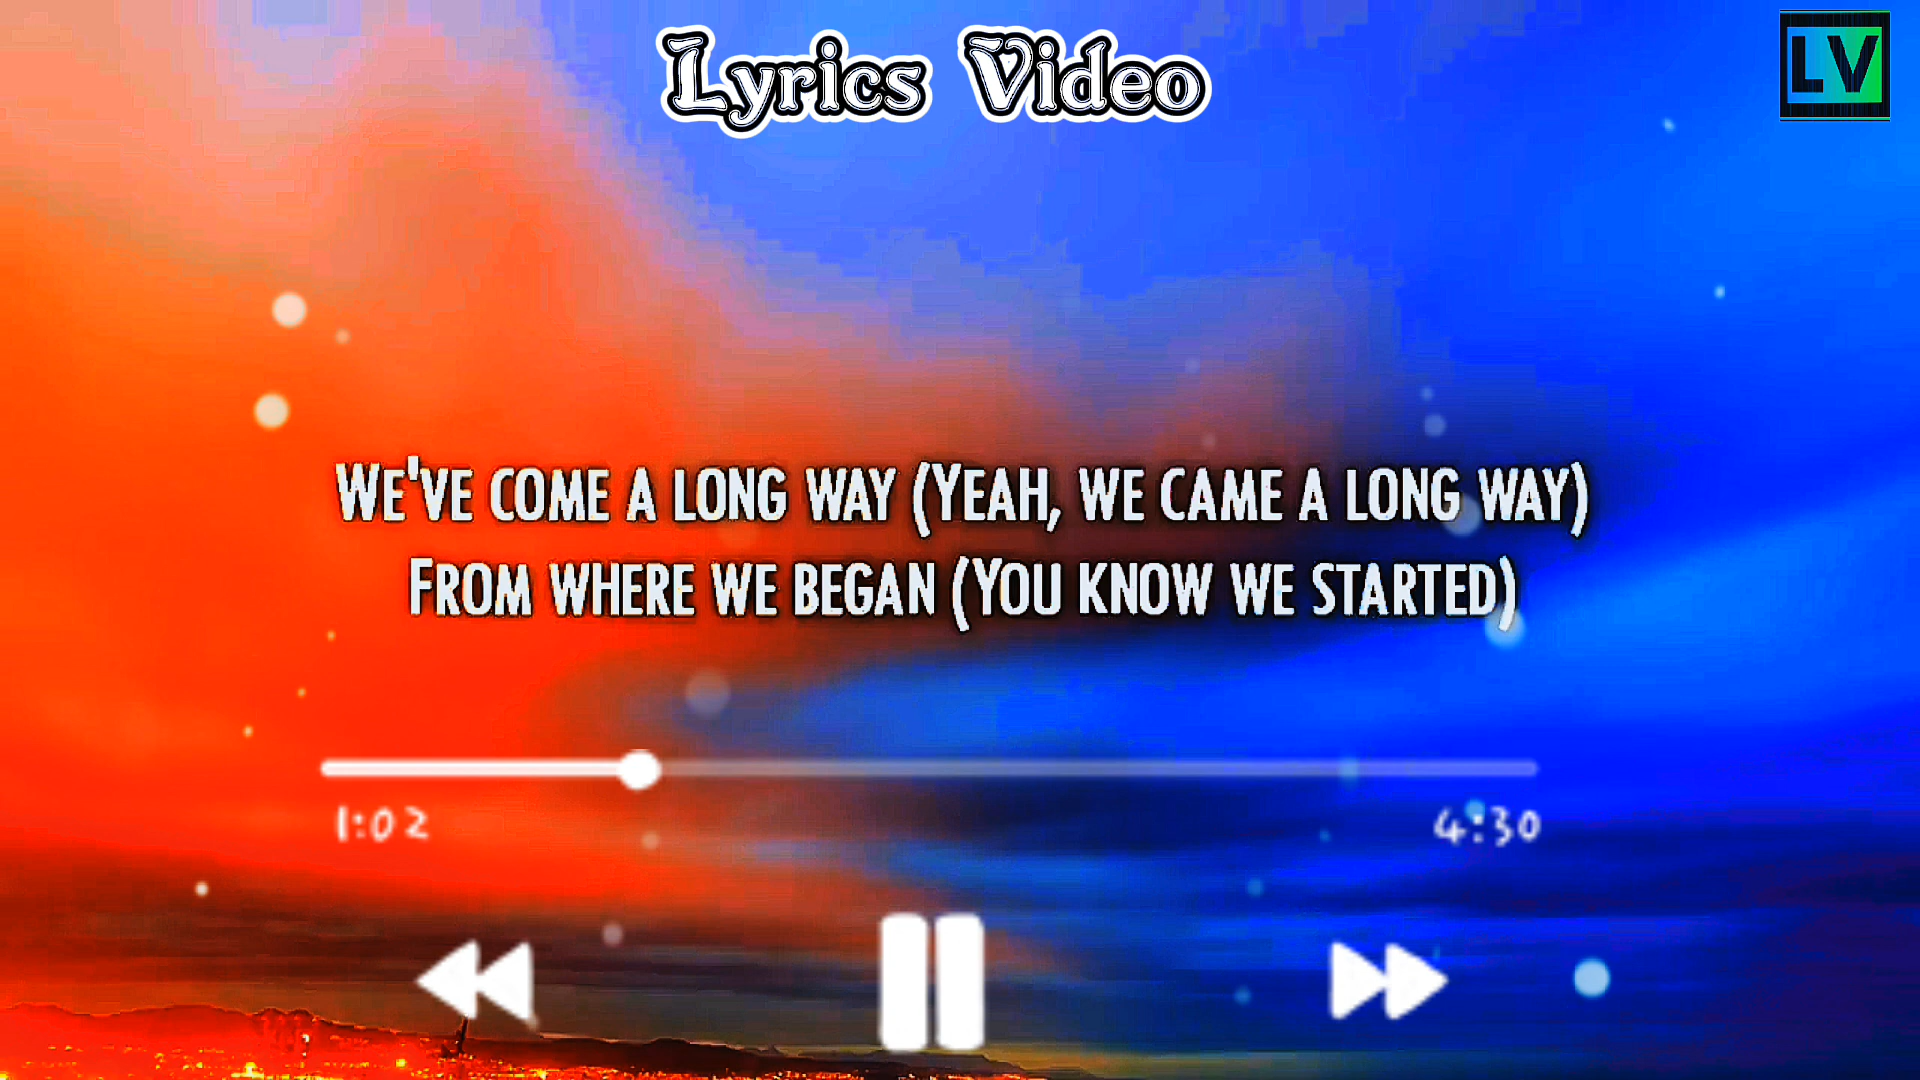 Lyrics Video
LV
We've come a long way (Yeah, we came a long way)
From where we began (You know we started)
1:02
4:30